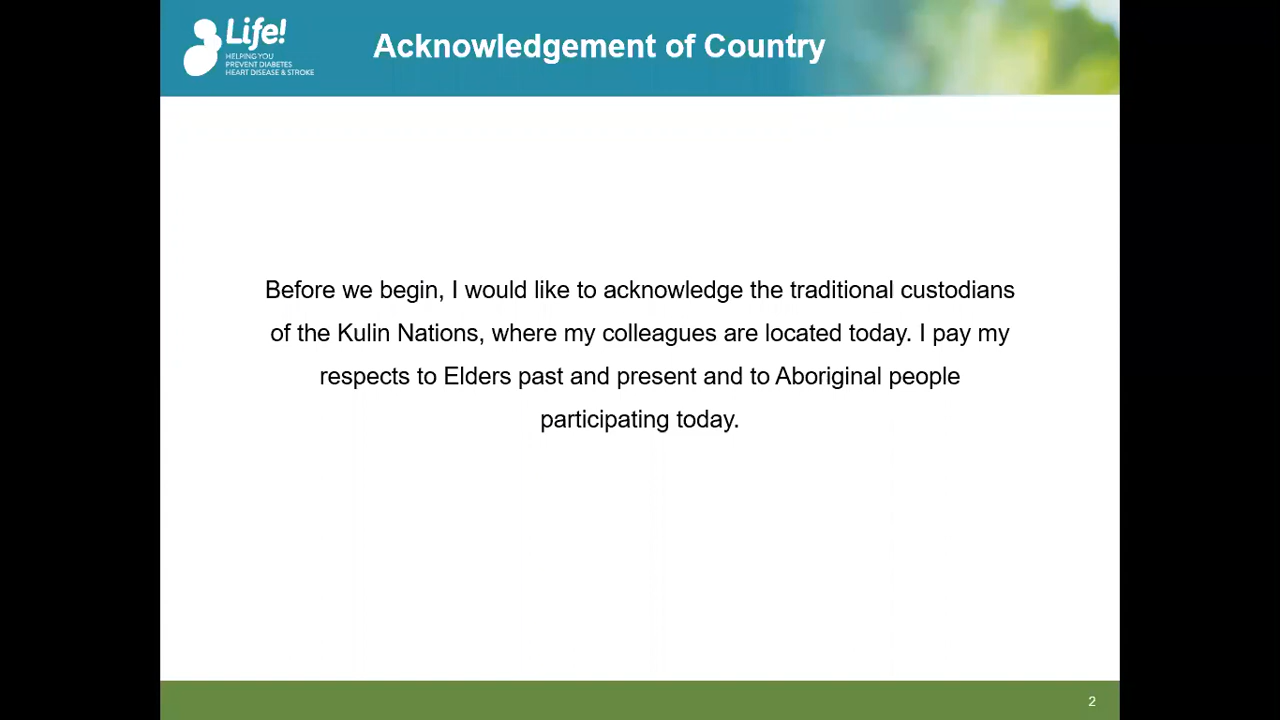 Life!
HELPING YOU
PREVENT DIABETES
HEART DISEASE & STROKE
Acknowledgement of Country
Before we begin, I would like to acknowledge the traditional custodians
of the Kulin Nations, where my colleagues are located today. I pay my
respects to Elders past and present and to Aboriginal people
participating today.
2